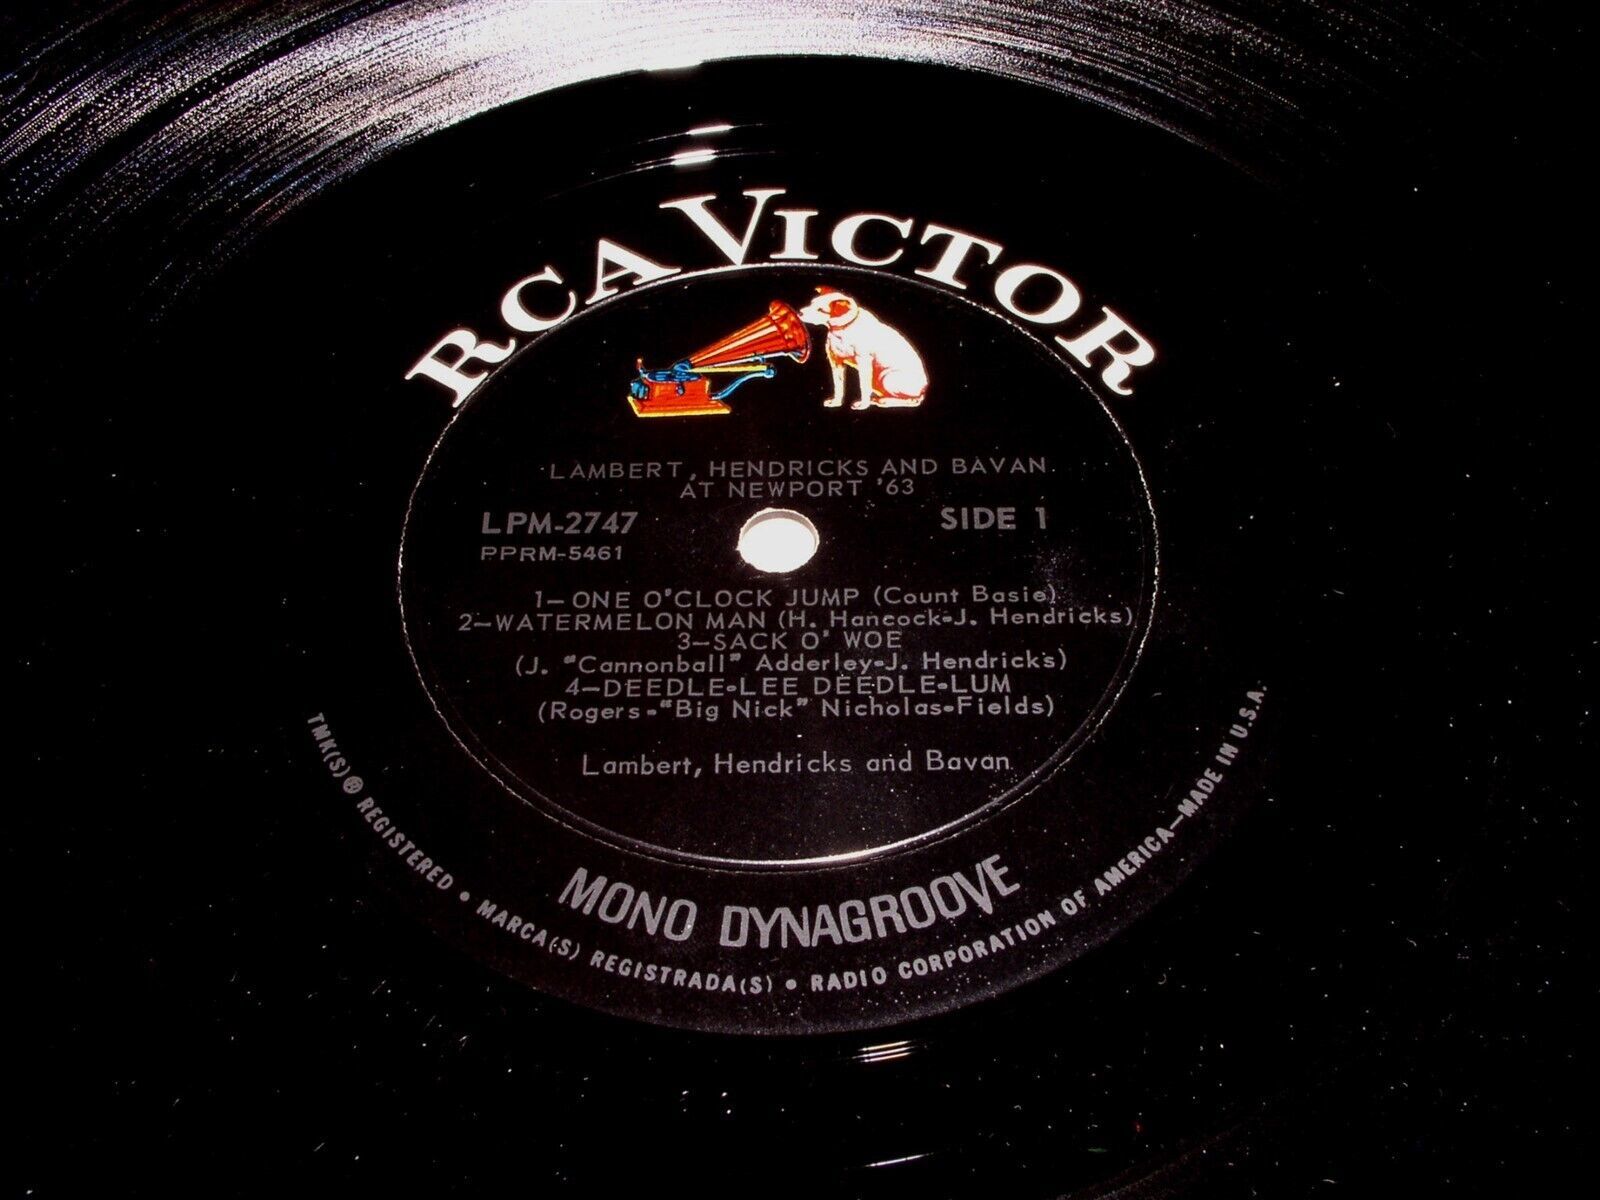 RCA VICTOR
LAMBERT, HENDRICKS AND BAVAN
AT NEWPORT '63
LPM-2747
SIDE 1
PPRM-5461
1—ONE O'CLOCK JUMP (Count Basie)
2—WATERMELON MAN (H. Hancock-J. Hendricks)
3—SACK O' WOE
(J. "Cannonball" Adderley-J. Hendricks)
4—DEEDLE-LEE DEEDLE-LUM
(Rogers-"Big Nick" Nicholas-Fields)
Lambert, Hendricks and Bavan
MONO DYNAGROOVE
TMK(S) ® REGISTERED • MARCA(S) REGISTRADA(S) • RADIO CORPORATION OF AMERICA—MADE IN U.S.A.